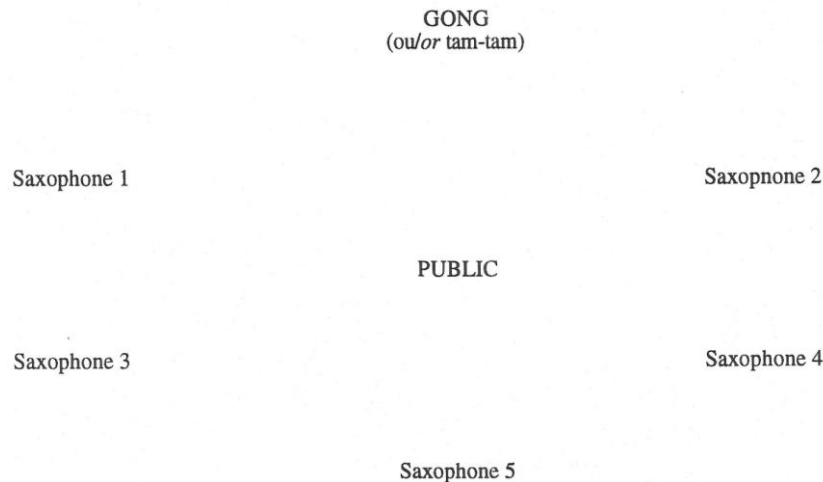 GONG
(ou/or tam-tam)
Saxophone 1
Saxopnone 2
PUBLIC
Saxophone 3
Saxophone 4
Saxophone 5